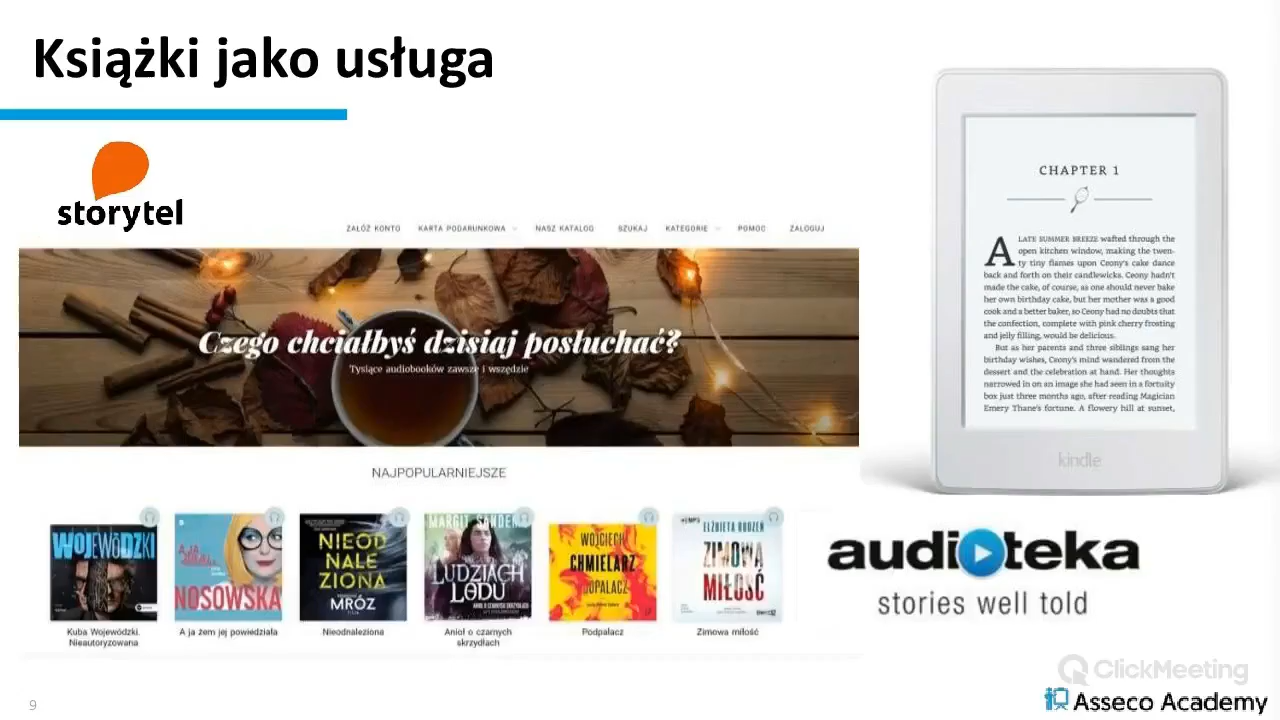 Książki jako usługa
storytel
ZAŁÓŻ KONTO KARTA PODARUNKOWA NASZ KATALOG SZUKAJ KATEGORIE POMOC ZALOGUJ
Czego chciałbyś dzisiaj posłuchać?
Tysiące audiobooków zawsze i wszędzie
NAJPOPULARNIEJSZE
WOJEWÓDZKI
NOSOWSKA
NIEOD
NALE
ZIONA
MRÓZ
LUDZIACH
LODU
WOJCIECH
CHMIELARZ
PODPALACZ
ZIMOWA
MIŁOŚĆ
Kuba Wojewódzki.
Nieautoryzowana
A ja żem jej powiedziała
Nieodnaleziona
Anioł o czarnych
skrzydłach
Podpalacz
Zimowa miłość
CHAPTER 1
A LATE SUMMER BREEZE wafted through the
open kitchen window, making the twen-
ty tiny flames upon Ceony's cake dance
back and forth on their candlewicks. Ceony hadn't
made the cake, of course, as one should never bake
her own birthday cake, but her mother was a good
cook and a better baker, so Ceony had no doubts that
the confection, complete with pink cherry frosting
and jelly filling, would be delicious.
But as her parents and three siblings sang her
birthday wishes, Ceony's mind wandered from the
dessert and the celebration at hand. Her thoughts
narrowed in on an image she had seen in a fortuity
box just three months ago, after reading Magician
Emery Thane's fortune. A flowery hill at sunset,
kindle
audioteka
stories well told
ClickMeeting
Asseco Academy
9